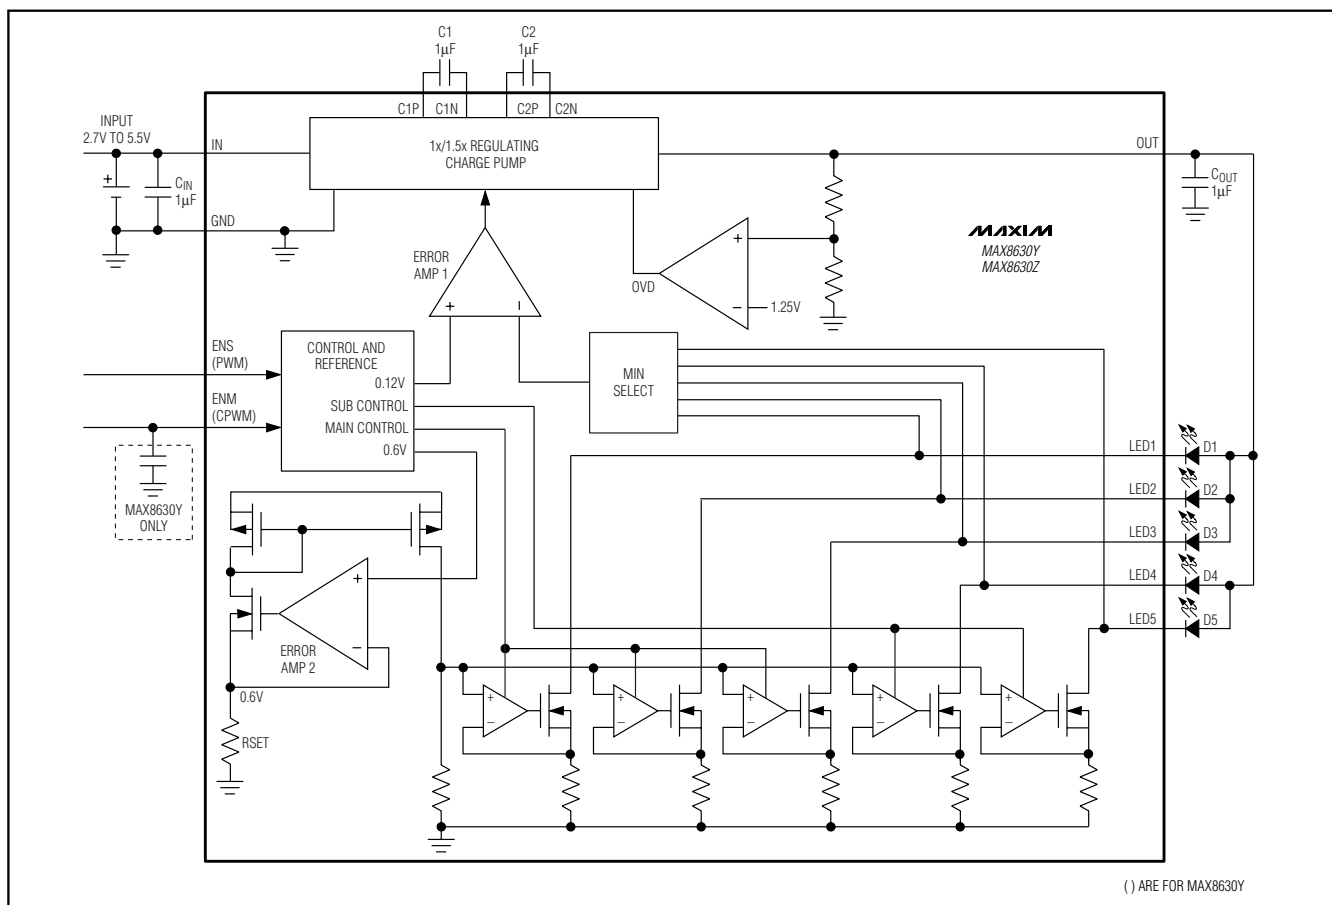 C1
1µF
C2
1µF
C1P
C1N
C2P
C2N
INPUT
2.7V TO 5.5V
IN
1x/1.5x REGULATING
CHARGE PUMP
OUT
CIN
1µF
COUT
1µF
GND
ERROR
AMP 1
+
–
OVD
+
–
1.25V
MAXIM
MAX8630Y
MAX8630Z
ENS
(PWM)
CONTROL AND
REFERENCE
0.12V
SUB CONTROL
MAIN CONTROL
0.6V
MIN
SELECT
ENM
(CPWM)
MAX8630Y
ONLY
LED1
D1
LED2
D2
LED3
D3
LED4
D4
LED5
D5
+
–
ERROR
AMP 2
0.6V
RSET
+
–
+
–
+
–
+
–
+
–
( ) ARE FOR MAX8630Y